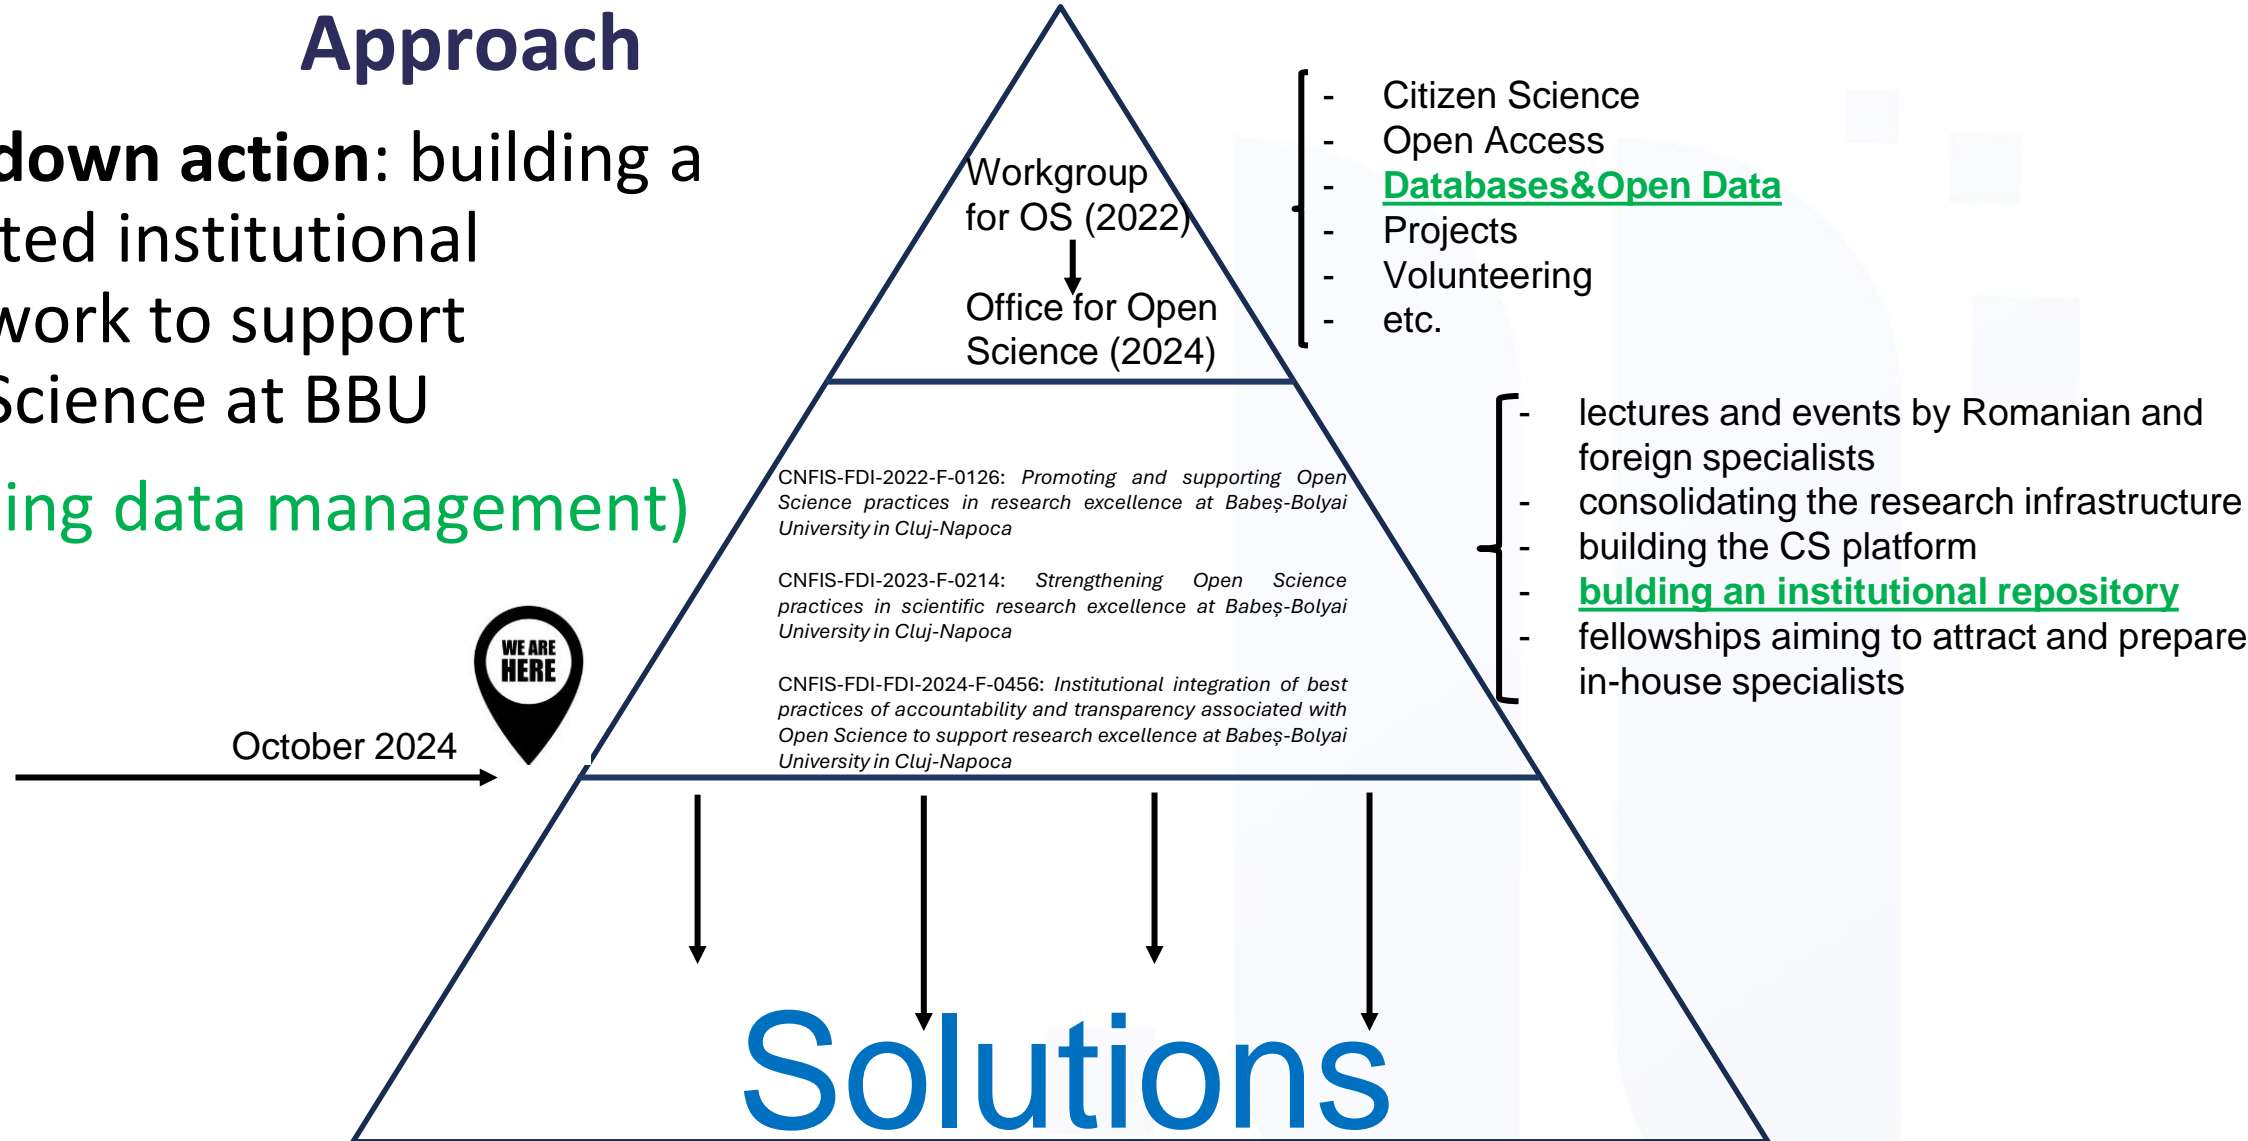 Approach
down action: building a
ted institutional
work to support
Science at BBU
ing data management)
WE ARE
HERE
October 2024
Workgroup
for OS (2022)
Office for Open
Science (2024)
- Citizen Science
- Open Access
- Databases&Open Data
- Projects
- Volunteering
- etc.
CNFIS-FDI-2022-F-0126: Promoting and supporting Open
Science practices in research excellence at Babeș-Bolyai
University in Cluj-Napoca
CNFIS-FDI-2023-F-0214: Strengthening Open Science
practices in scientific research excellence at Babeș-Bolyai
University in Cluj-Napoca
CNFIS-FDI-FDI-2024-F-0456: Institutional integration of best
practices of accountability and transparency associated with
Open Science to support research excellence at Babeș-Bolyai
University in Cluj-Napoca
- lectures and events by Romanian and
foreign specialists
- consolidating the research infrastructure
- building the CS platform
- bulding an institutional repository
- fellowships aiming to attract and prepare
in-house specialists
Solutions